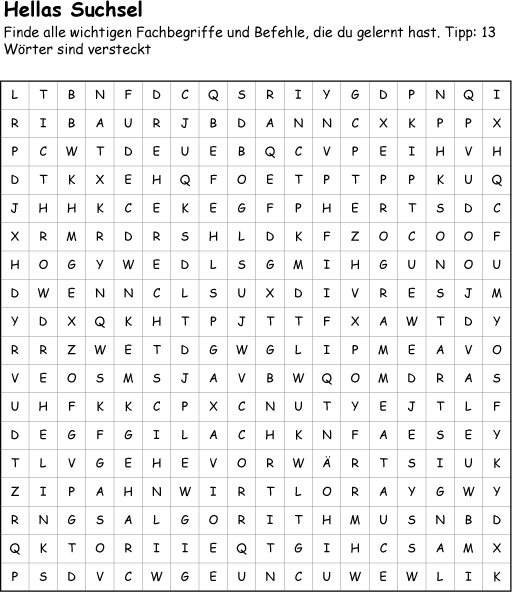 Hellas Suchsel
Finde alle wichtigen Fachbegriffe und Befehle, die du gelernt hast. Tipp: 13
Wörter sind versteckt
L T B N F D C Q S R I Y G D P N Q I
R I B A U R J B D A N N C X K P P X
P C W T D E U E B Q C V P E I H V H
D T K X E H Q F O E T P T P P K U Q
J H H K C E K E G F P H E R T S D C
X R M R D R S H L D K F Z O C O O F
H O G Y W E D L S G M I H G U N O U
D W E N N C L S U X D I V R E S J M
Y D X Q K H T P J T T F X A W T D Y
R R Z W E T D G W G L I P M E A V O
V E O S M S J A V B W Q O M D R A S
U H F K K C P X C N U T Y E J T L F
D E G F G I L A C H K N F A E S E Y
T L V G E H E V O R W Ä R T S I U K
Z I P A H N W I R T L O R A Y G W Y
R N G S A L G O R I T H M U S N B D
Q K T O R I I E Q T G I H C S A M X
P S D V C W G E U N C U W E W L I K